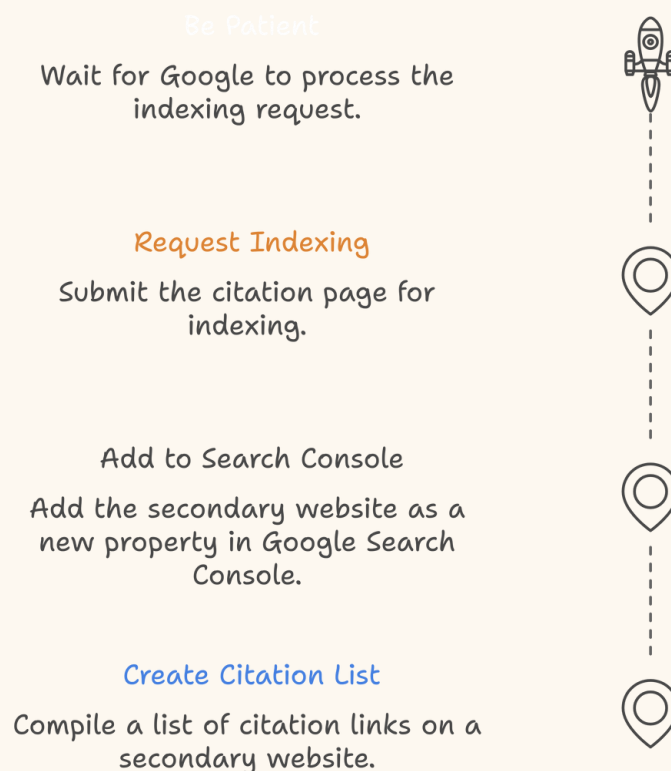 Be Patient
Wait for Google to process the
indexing request.
Request Indexing
Submit the citation page for
indexing.
Add to Search Console
Add the secondary website as a
new property in Google Search
Console.
Create Citation List
Compile a list of citation links on a
secondary website.